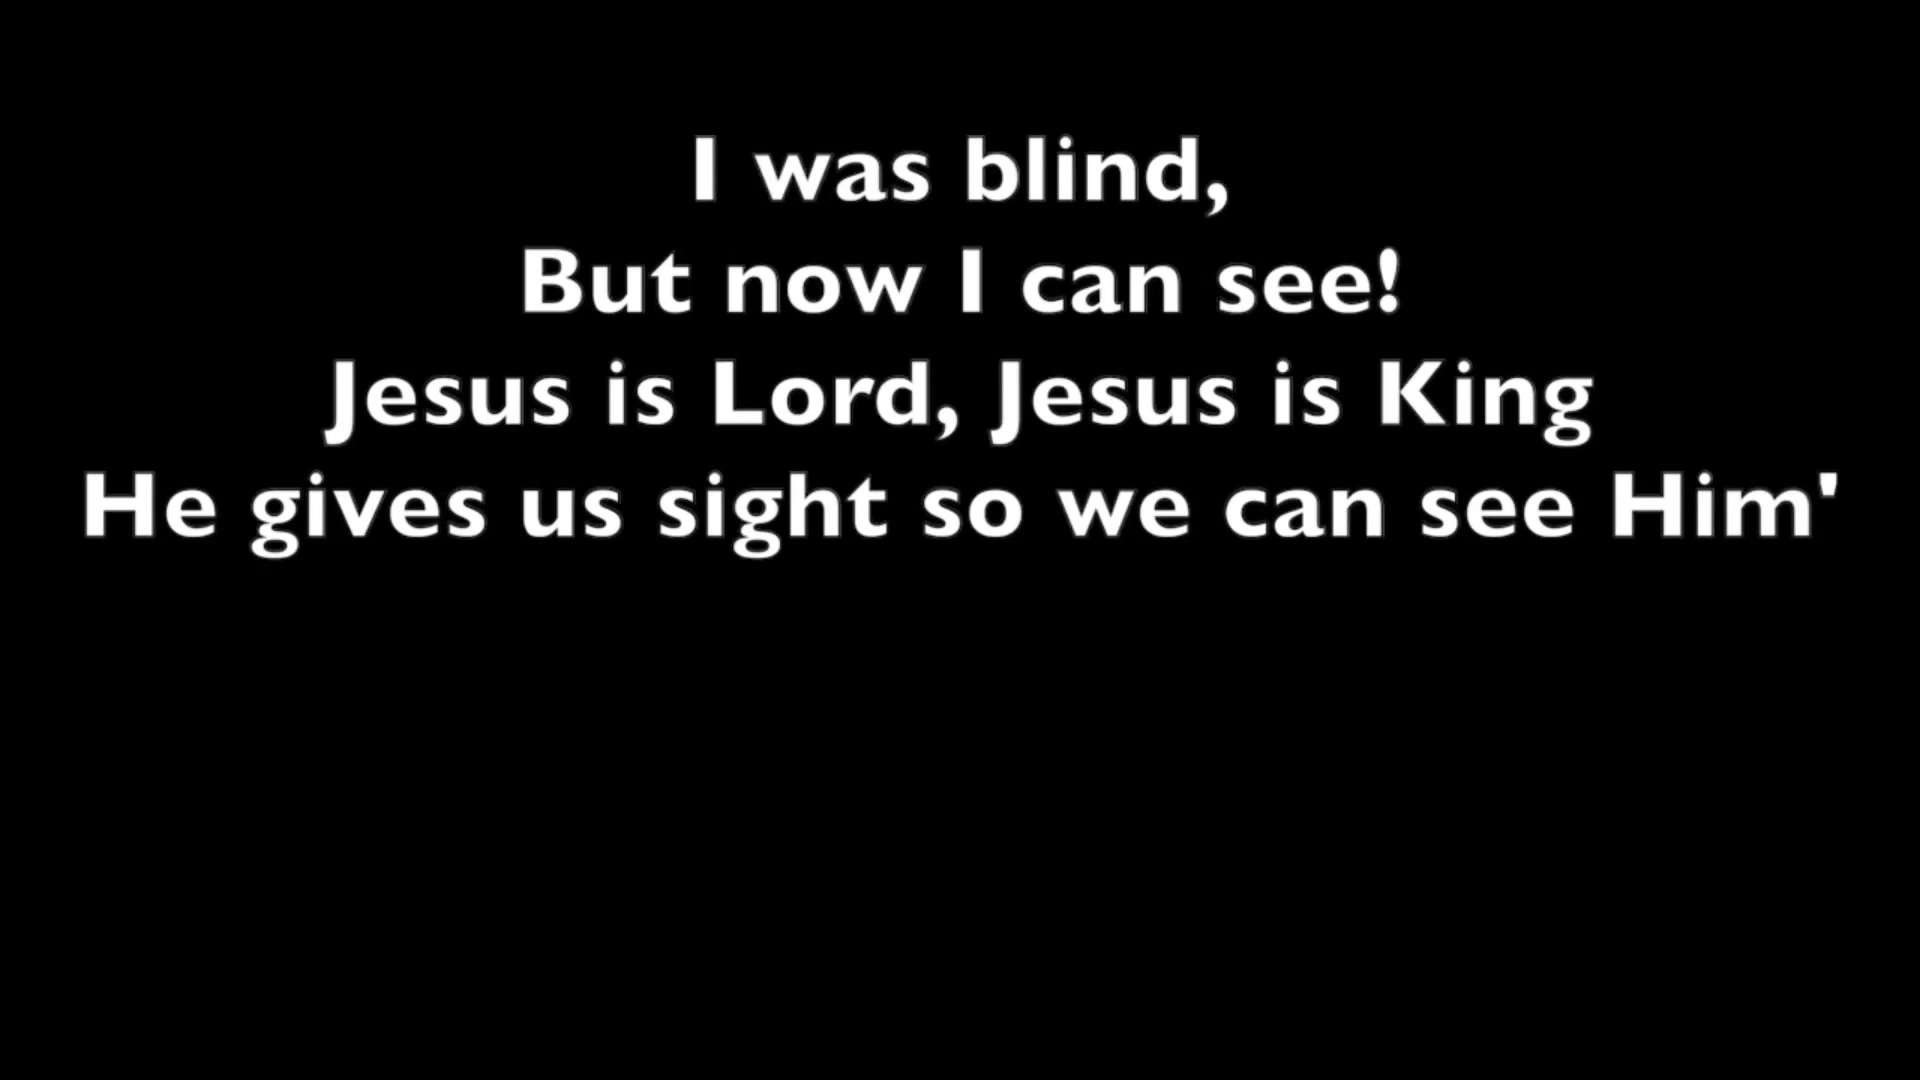 I was blind,
But now I can see!
Jesus is Lord, Jesus is King
He gives us sight so we can see Him'